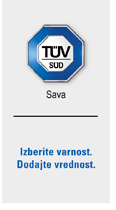 TÜV
SÜD
Sava
Izberite varnost.
Dodajte vrednost.